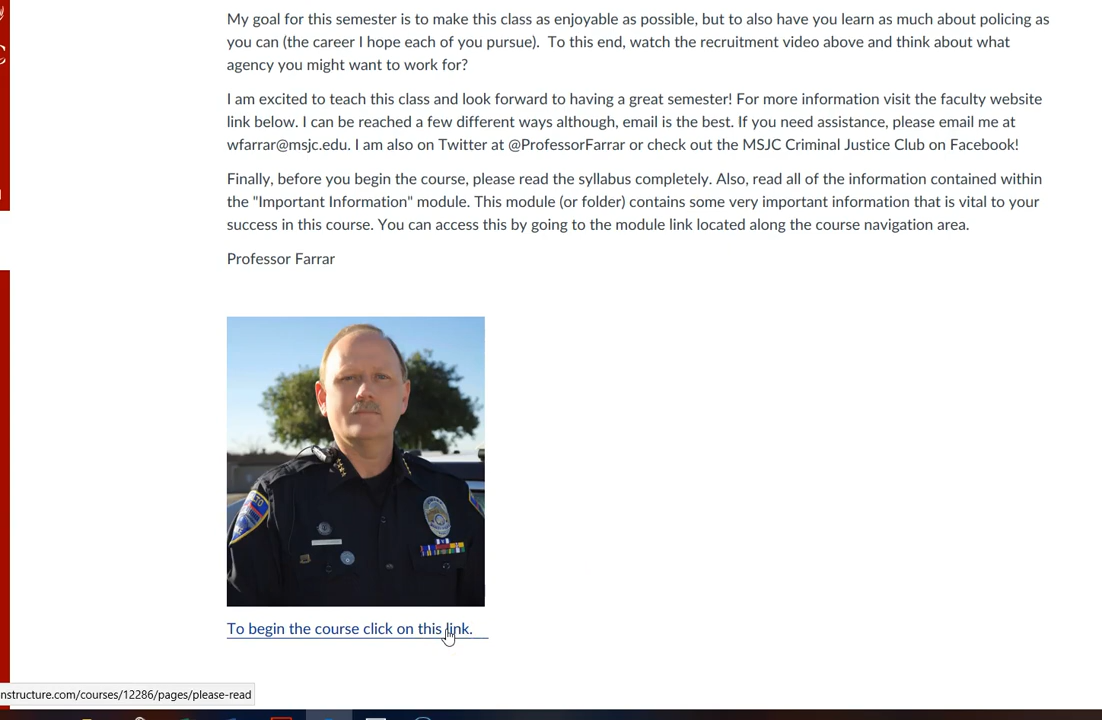 My goal for this semester is to make this class as enjoyable as possible, but to also have you learn as much about policing as
you can (the career I hope each of you pursue).  To this end, watch the recruitment video above and think about what
agency you might want to work for?
I am excited to teach this class and look forward to having a great semester! For more information visit the faculty website
link below. I can be reached a few different ways although, email is the best. If you need assistance, please email me at
wfarrar@msjc.edu. I am also on Twitter at @ProfessorFarrar or check out the MSJC Criminal Justice Club on Facebook!
Finally, before you begin the course, please read the syllabus completely. Also, read all of the information contained within
the "Important Information" module. This module (or folder) contains some very important information that is vital to your
success in this course. You can access this by going to the module link located along the course navigation area.
Professor Farrar
To begin the course click on this link.
nstructure.com/courses/12286/pages/please-read